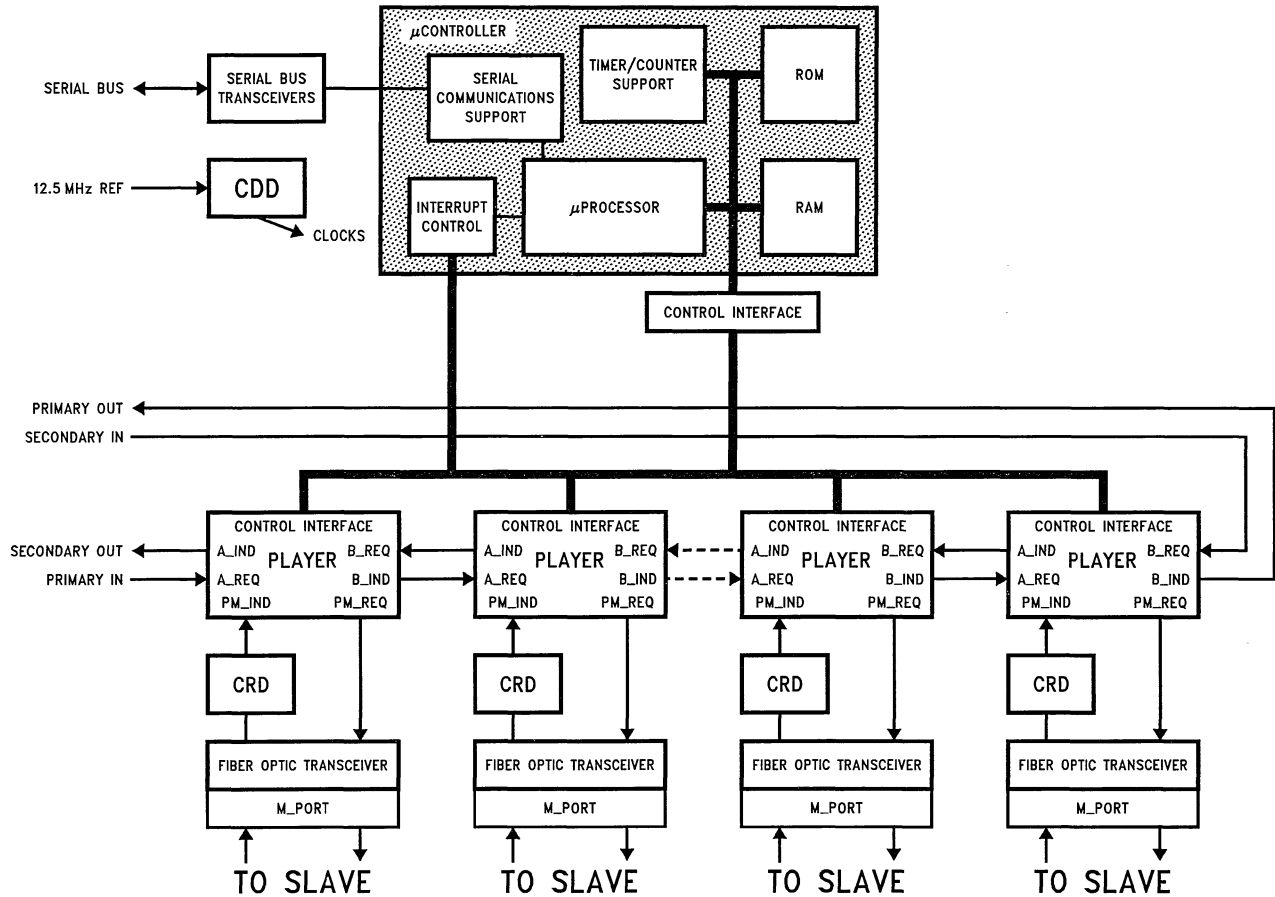 μCONTROLLER
SERIAL BUS
SERIAL BUS
TRANSCEIVERS
SERIAL
COMMUNICATIONS
SUPPORT
TIMER/COUNTER
SUPPORT
ROM
12.5 MHz REF
CDD
CLOCKS
INTERRUPT
CONTROL
μPROCESSOR
RAM
CONTROL INTERFACE
PRIMARY OUT
SECONDARY IN
SECONDARY OUT
PRIMARY IN
CONTROL INTERFACE
A_IND
PLAYER
B_REQ
A_REQ
B_IND
PM_IND
PM_REQ
CONTROL INTERFACE
A_IND
PLAYER
B_REQ
A_REQ
B_IND
PM_IND
PM_REQ
CONTROL INTERFACE
A_IND
PLAYER
B_REQ
A_REQ
B_IND
PM_IND
PM_REQ
CONTROL INTERFACE
A_IND
PLAYER
B_REQ
A_REQ
B_IND
PM_IND
PM_REQ
CRD
CRD
CRD
CRD
FIBER OPTIC TRANSCEIVER
FIBER OPTIC TRANSCEIVER
FIBER OPTIC TRANSCEIVER
FIBER OPTIC TRANSCEIVER
M_PORT
M_PORT
M_PORT
M_PORT
TO SLAVE
TO SLAVE
TO SLAVE
TO SLAVE